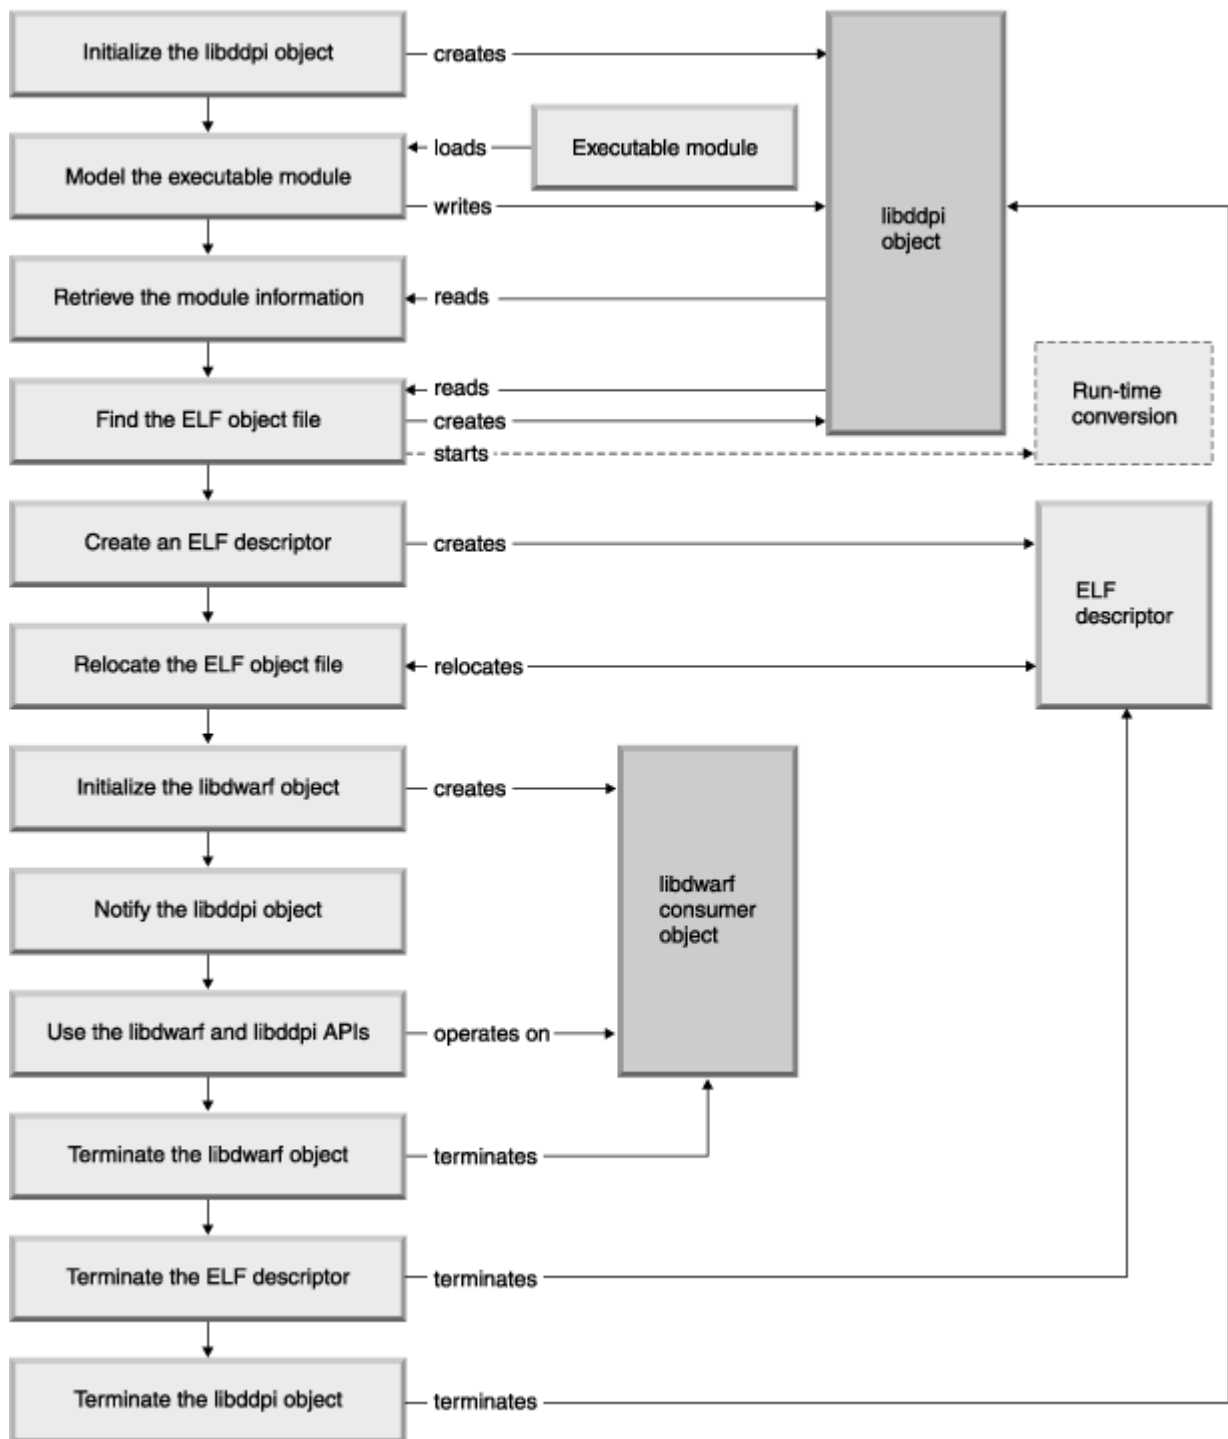 Initialize the libddpi object
creates
Model the executable module
loads
Executable module
writes
libddpi
object
Retrieve the module information
reads
Find the ELF object file
reads
creates
starts
Run-time
conversion
Create an ELF descriptor
creates
ELF
descriptor
Relocate the ELF object file
relocates
Initialize the libdwarf object
creates
libdwarf
consumer
object
Notify the libddpi object
Use the libdwarf and libddpi APIs
operates on
Terminate the libdwarf object
terminates
Terminate the ELF descriptor
terminates
Terminate the libddpi object
terminates